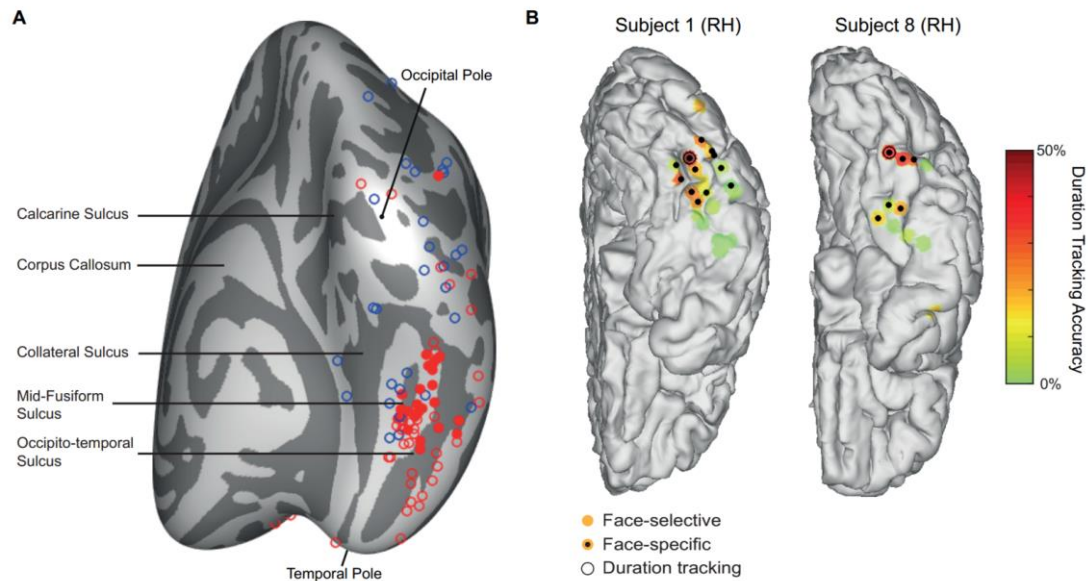 A
Occipital Pole
Calcarine Sulcus
Corpus Callosum
Collateral Sulcus
Mid-Fusiform
Sulcus
Occipito-temporal
Sulcus
Temporal Pole
B
Subject 1 (RH)
Subject 8 (RH)
50%
Duration Tracking Accuracy
0%
Face-selective
Face-specific
Duration tracking